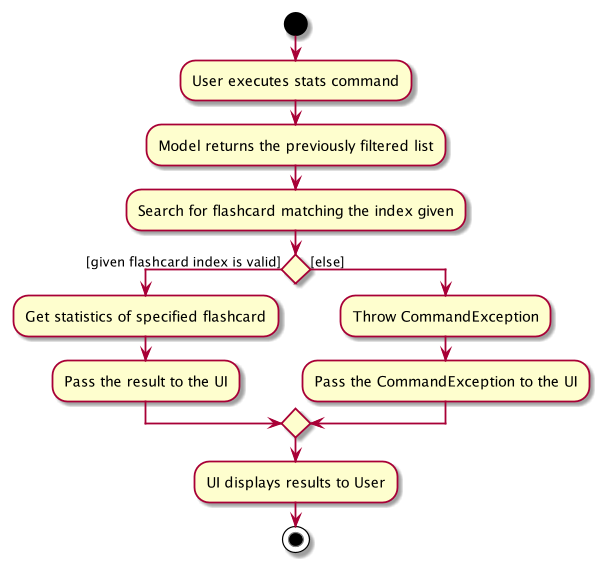 User executes stats command
Model returns the previously filtered list
Search for flashcard matching the index given
[given flashcard index is valid]
[else]
Get statistics of specified flashcard
Throw CommandException
Pass the result to the UI
Pass the CommandException to the UI
UI displays results to User